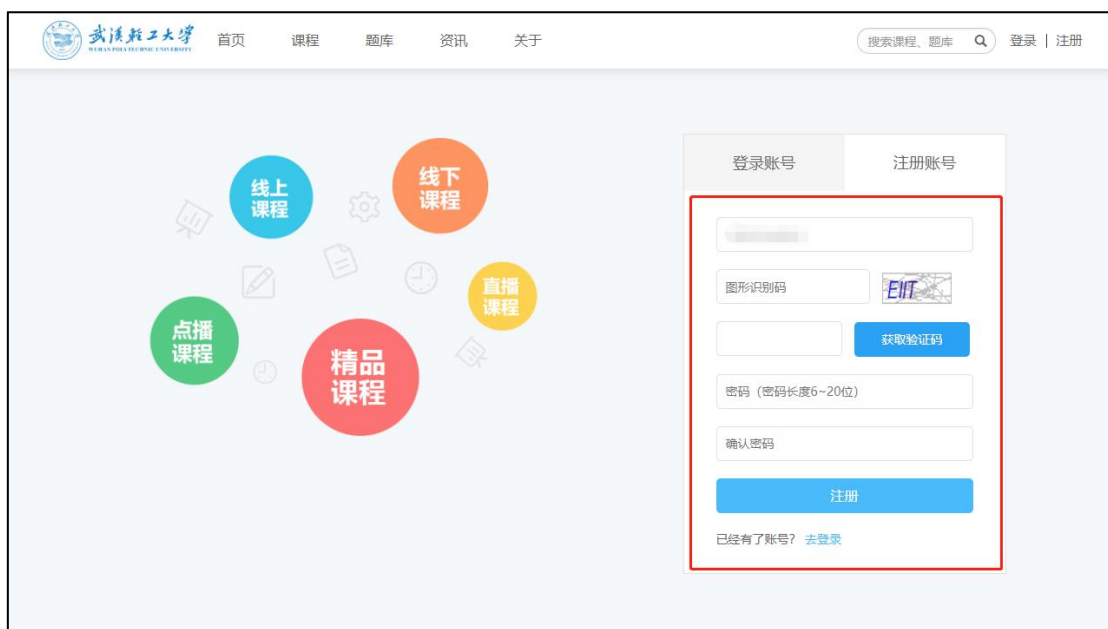 武漢轻工大学
WUHAN POLYTECHNIC UNIVERSITY
首页 课程 题库 资讯 关于
搜索课程、题库
登录 | 注册
线上
课程
线下
课程
直播
课程
点播
课程
精品
课程
登录账号 注册账号
图形识别码
EIIT
获取验证码
密码（密码长度6~20位）
确认密码
注册
已经有了账号? 去登录